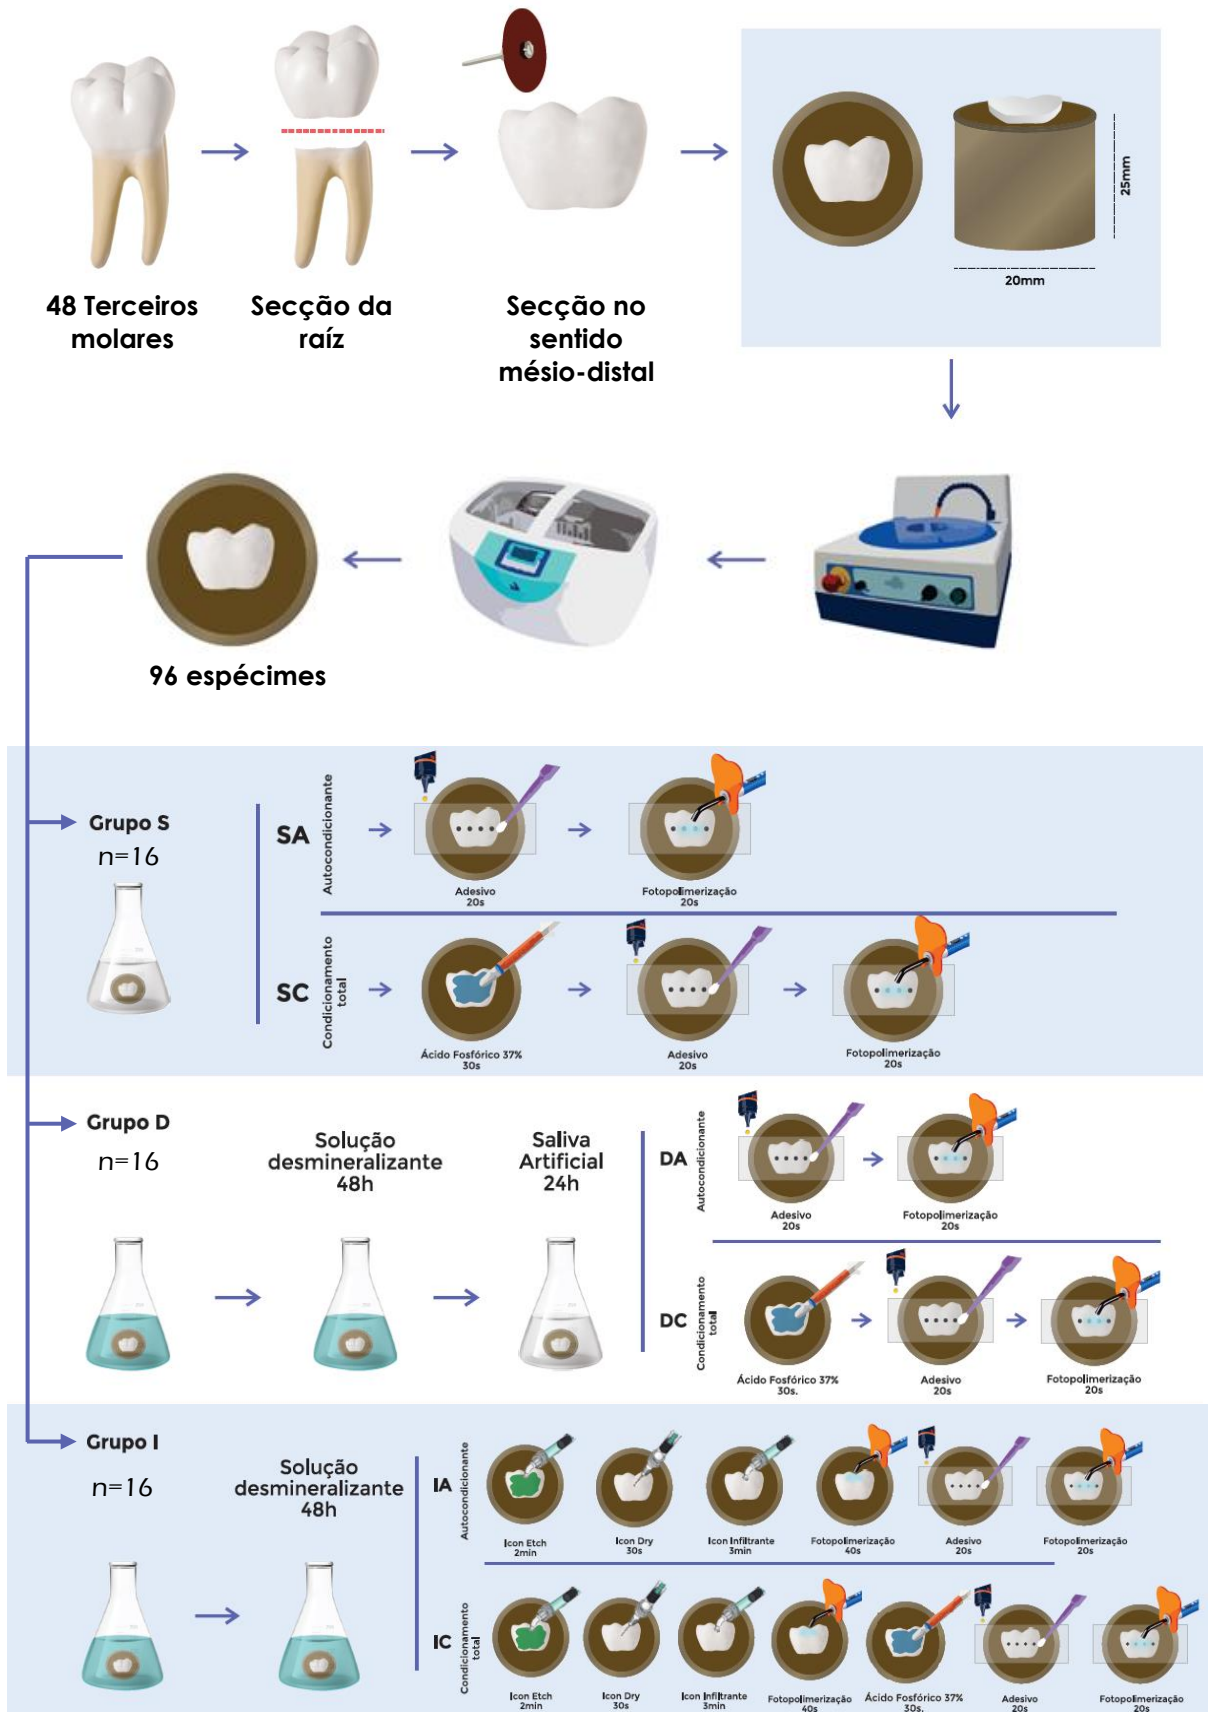 25mm
20mm
48 Terceiros
molares
Secção da
raíz
Secção no
sentido
mésio-distal
96 espécimes
Grupo S
n=16
SA
Autocondicionante
Adesivo
20s
Fotopolimerização
20s
SC
Condicionamento
total
Ácido Fosfórico 37%
30s
Adesivo
20s
Fotopolimerização
20s
Grupo D
n=16
Solução
desmineralizante
48h
Saliva
Artificial
24h
DA
Autocondicionante
Adesivo
20s
Fotopolimerização
20s
DC
Condicionamento
total
Ácido Fosfórico 37%
30s.
Adesivo
20s
Fotopolimerização
20s
Grupo I
n=16
Solução
desmineralizante
48h
IA
Autocondicionante
Icon Etch
2min
Icon Dry
30s
Icon Infiltrante
3min
Fotopolimerização
40s
Adesivo
20s
Fotopolimerização
20s
IC
Condicionamento
total
Icon Etch
2min
Icon Dry
30s
Icon Infiltrante
3min
Fotopolimerização
40s
Ácido Fosfórico 37%
30s.
Adesivo
20s
Fotopolimerização
20s